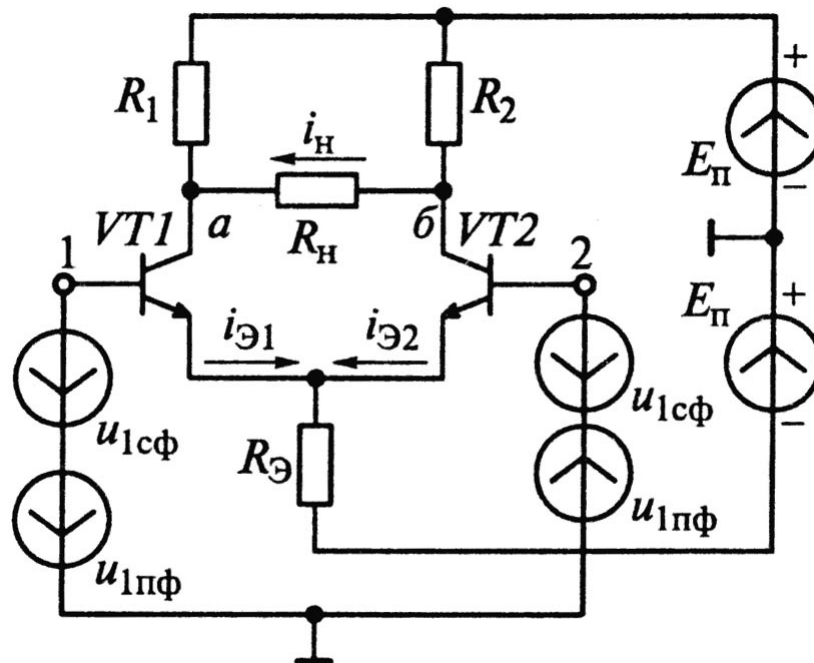 R₁
R₂
+
iн
Eп
−
VT1
а
Rн
б
VT2
1
2
+
Eп
iЭ1
iЭ2
−
u1сф
u1сф
RЭ
u1пф
u1пф